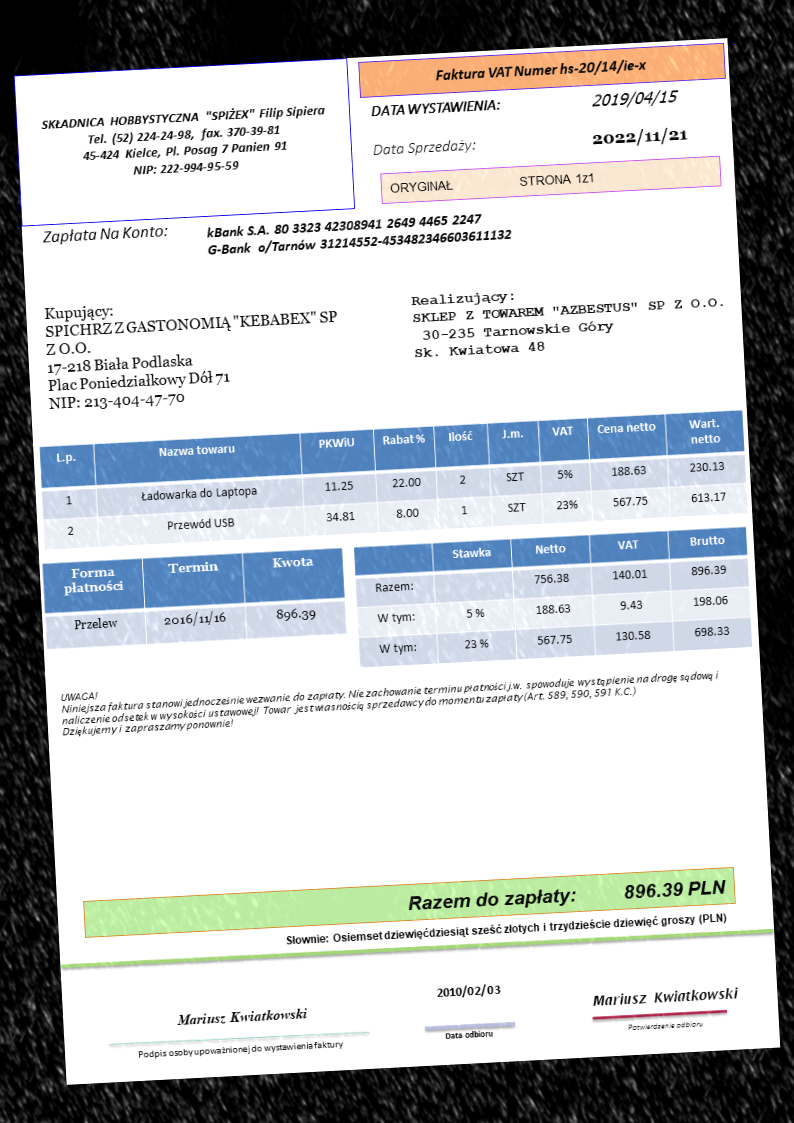 SKŁADNICA HOBBYSTYCZNA "SPIŻEX" Filip Sipiera
Tel. (52) 224-24-98, fax. 370-39-81
45-424 Kielce, Pl. Posag 7 Panien 91
NIP: 222-994-95-59
Faktura VAT Numer hs-20/14/ie-x
DATA WYSTAWIENIA: 2019/04/15
Data Sprzedaży: 2022/11/21
ORYGINAŁ STRONA 1z1
Zapłata Na Konto: kBank S.A. 80 3323 42308941 2649 4465 2247
G-Bank o/Tarnów 31214552-453482346603611132
Kupujący:
SPICHRZ Z GASTONOMIĄ "KEBABEX" SP
Z O.O.
17-218 Biała Podlaska
Plac Poniedziałkowy Dół 71
NIP: 213-404-47-70
Realizujący:
SKLEP Z TOWAREM "AZBESTUS" SP Z O.O.
30-235 Tarnowskie Góry
Sk. Kwiatowa 48
L.p. Nazwa towaru PKWiU Rabat % Ilość J.m. VAT Cena netto Wart. netto
1 Ładowarka do Laptopa 11.25 22.00 2 SZT 5% 188.63 230.13
2 Przewód USB 34.81 8.00 1 SZT 23% 567.75 613.17
Forma płatności Termin Kwota
Przelew 2016/11/16 896.39
Stawka Netto VAT Brutto
Razem: 756.38 140.01 896.39
W tym: 5 % 188.63 9.43 198.06
W tym: 23 % 567.75 130.58 698.33
UWAGA!
Niniejsza faktura stanowi jednocześnie wezwanie do zapłaty. Nie zachowanie terminu płatności j.w. spowoduje wystąpienie na drogę sądową i
naliczenie odsetek w wysokości ustawowej! Towar jest własnością sprzedawcy do momentu zapłaty (Art. 589, 590, 591 K.C.)
Dziękujemy i zapraszamy ponownie!
Razem do zapłaty: 896.39 PLN
Słownie: Osiemset dziewięćdziesiąt sześć złotych i trzydzieście dziewięć groszy (PLN)
Mariusz Kwiatkowski
Podpis osoby upoważnionej do wystawienia faktury
2010/02/03
Data odbioru
Mariusz Kwiatkowski
Potwierdzenie odbioru